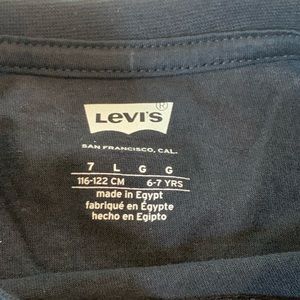 Levi's ®
SAN FRANCISCO, CAL.
7 L G G
116-122 CM 6-7 YRS
made in Egypt
fabriqué en Égypte
hecho en Egipto